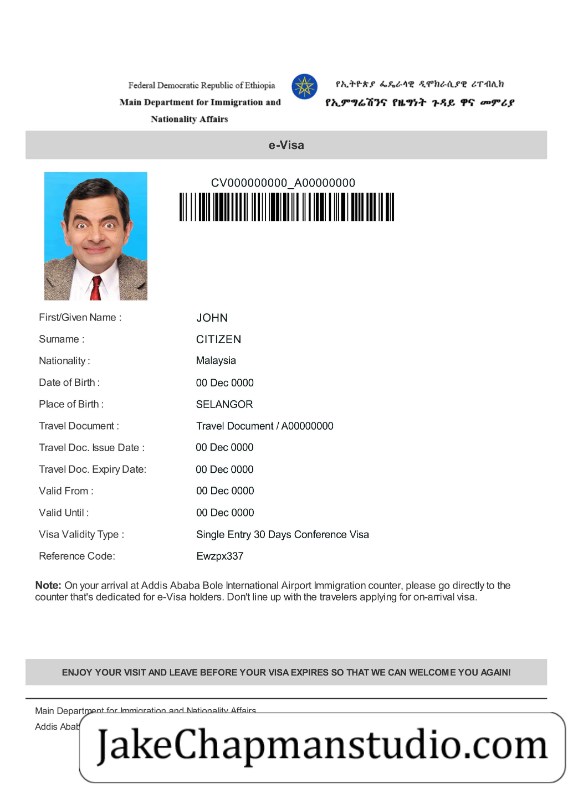 Federal Democratic Republic of Ethiopia
Main Department for Immigration and
Nationality Affairs
የኢትዮጵያ ፌዴራላዊ ዲሞክራሲያዊ ሪፐብሊክ
የኢምግሬሽንና የዜግነት ጉዳይ ዋና መምሪያ
e-Visa
CV000000000_A00000000
First/Given Name : JOHN
Surname : CITIZEN
Nationality : Malaysia
Date of Birth : 00 Dec 0000
Place of Birth : SELANGOR
Travel Document : Travel Document / A00000000
Travel Doc. Issue Date : 00 Dec 0000
Travel Doc. Expiry Date: 00 Dec 0000
Valid From : 00 Dec 0000
Valid Until : 00 Dec 0000
Visa Validity Type : Single Entry 30 Days Conference Visa
Reference Code: Ewzpx337
Note: On your arrival at Addis Ababa Bole International Airport Immigration counter, please go directly to the
counter that's dedicated for e-Visa holders. Don't line up with the travelers applying for on-arrival visa.
ENJOY YOUR VISIT AND LEAVE BEFORE YOUR VISA EXPIRES SO THAT WE CAN WELCOME YOU AGAIN!
Main Department for Immigration and Nationality Affairs
Addis
JakeChapmanstudio.com